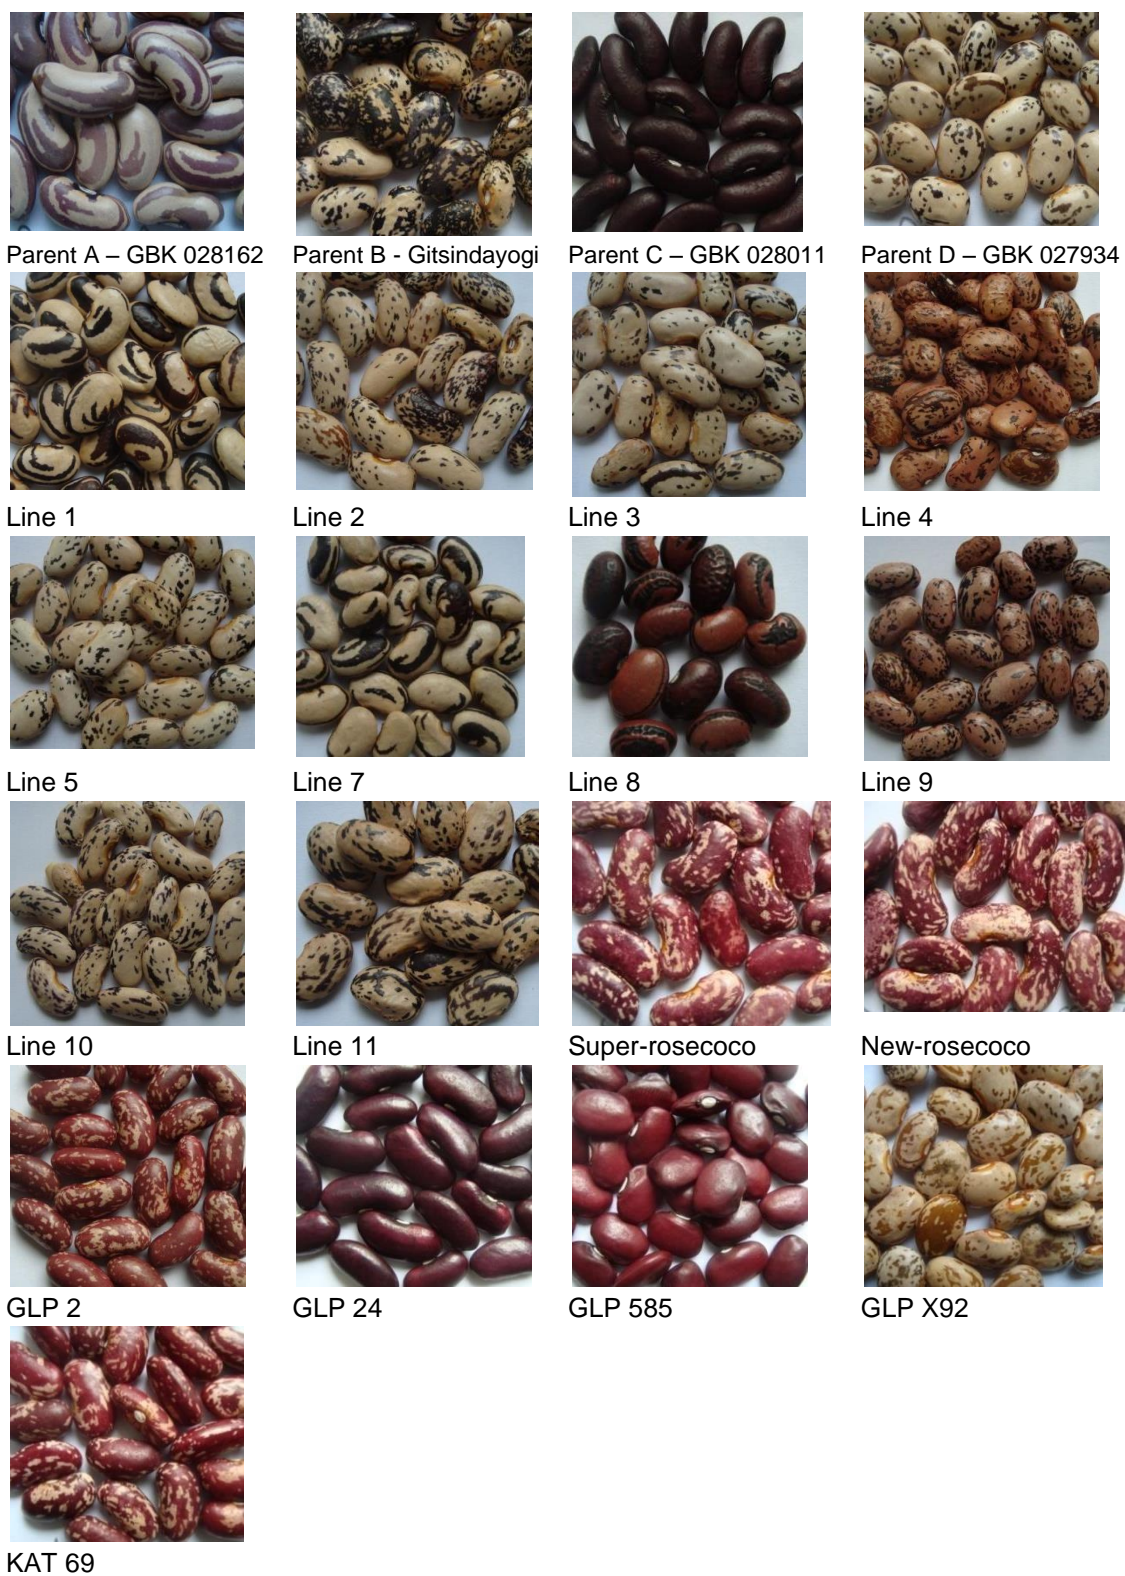 Parent A – GBK 028162
Parent B - Gitsindayogi
Parent C – GBK 028011
Parent D – GBK 027934
Line 1
Line 2
Line 3
Line 4
Line 5
Line 7
Line 8
Line 9
Line 10
Line 11
Super-rosecoco
New-rosecoco
GLP 2
GLP 24
GLP 585
GLP X92
KAT 69